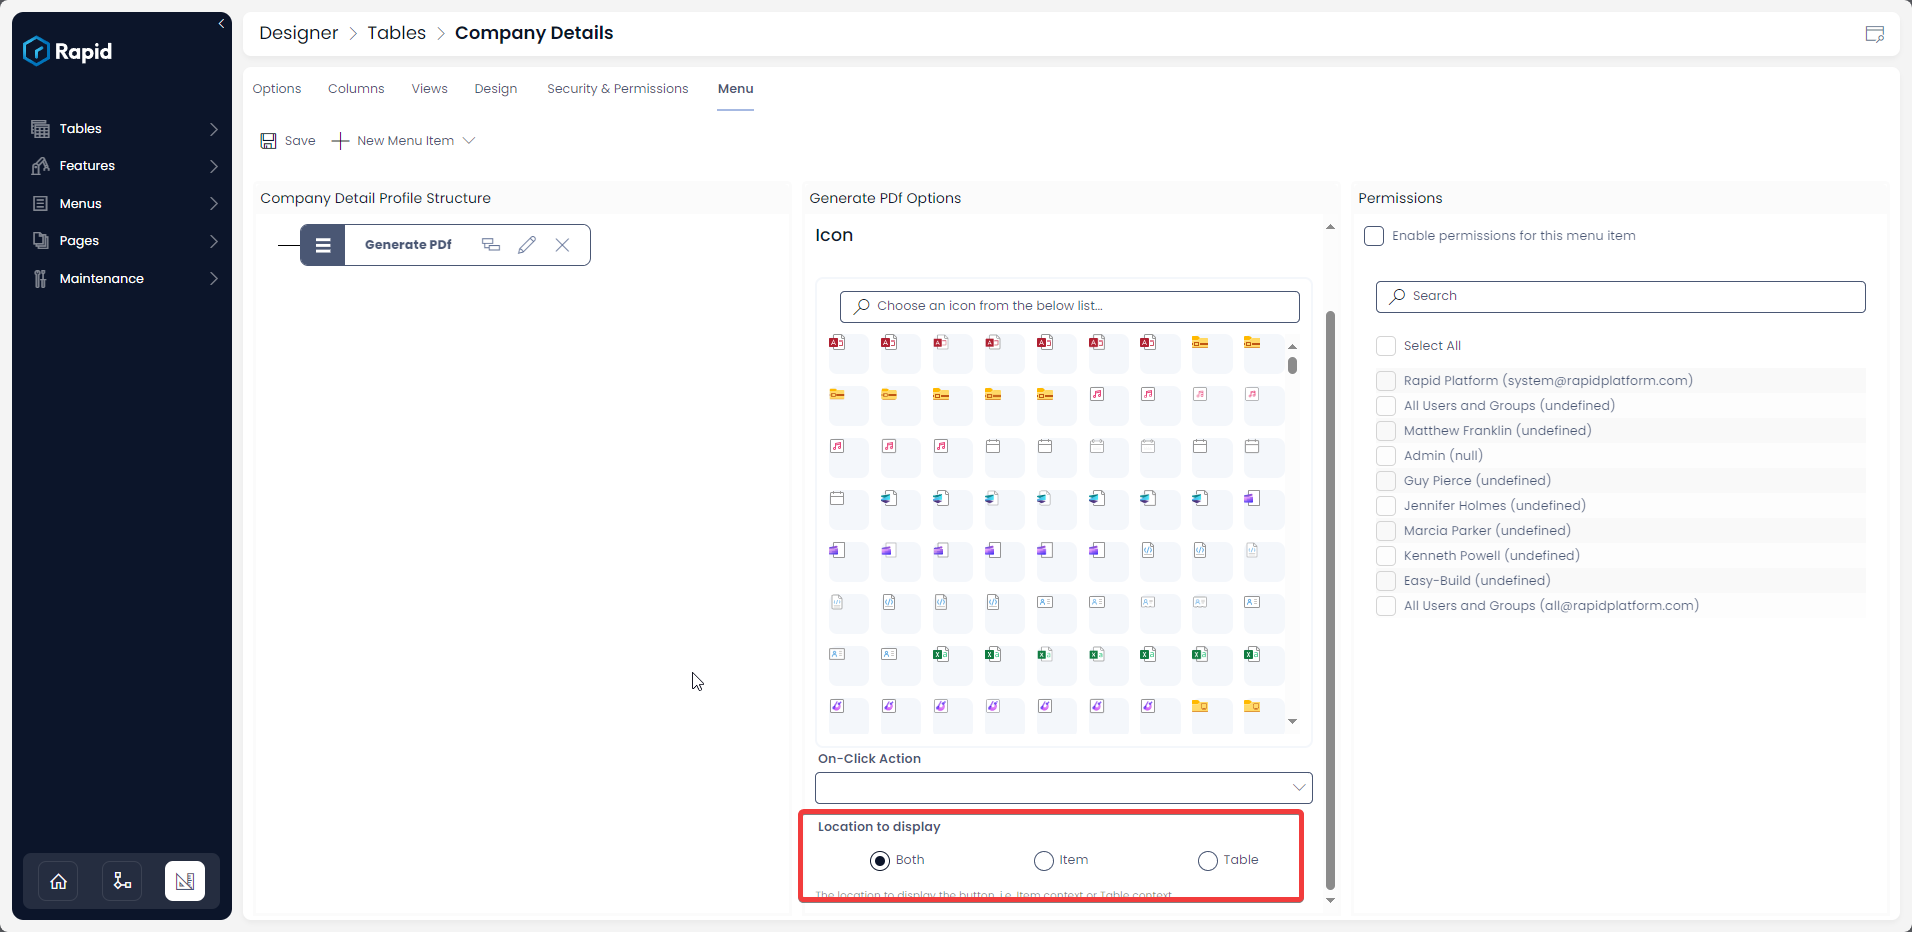 Rapid
Tables
Features
Menus
Pages
Maintenance
Designer > Tables > Company Details
Options Columns Views Design Security & Permissions Menu
Save New Menu Item
Company Detail Profile Structure
Generate PDf
Generate PDf Options
Icon
Choose an icon from the below list...
On-Click Action
Location to display
Both Item Table
The location to display the button, i.e. Item context or Table context
Permissions
Enable permissions for this menu item
Search
Select All
Rapid Platform (system@rapidplatform.com)
All Users and Groups (undefined)
Matthew Franklin (undefined)
Admin (null)
Guy Pierce (undefined)
Jennifer Holmes (undefined)
Marcia Parker (undefined)
Kenneth Powell (undefined)
Easy-Build (undefined)
All Users and Groups (all@rapidplatform.com)